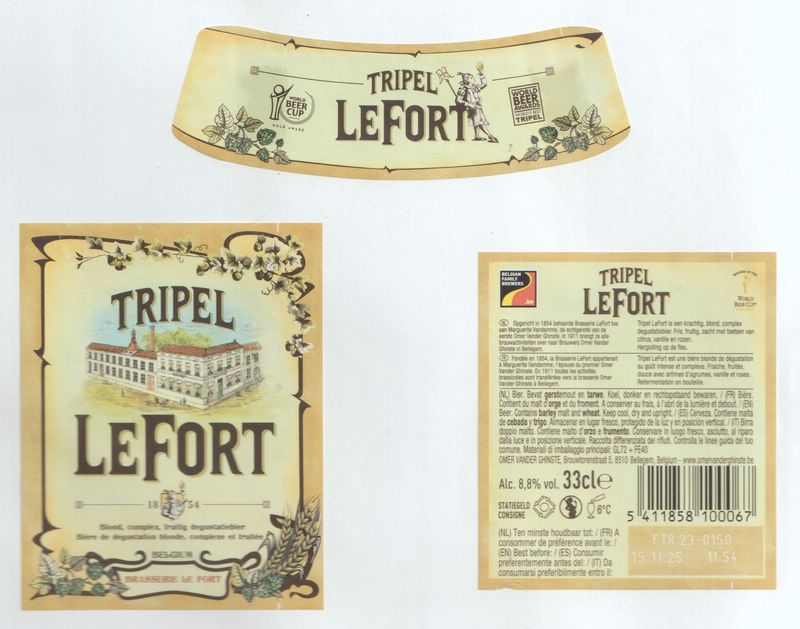 TRIPEL
LEFORT
WORLD
BEER
CUP
GOLD AWARD
WORLD
BEER
AWARDS
WORLD'S BEST
TRIPEL
TRIPEL
LEFORT
18 54
Blond, complex, fruitig degustatiebier
Bière de dégustation blonde, complexe et fruitée
BELGIUM
BRASSERIE LE FORT
BELGIAN
FAMILY
BREWERS
.be
TRIPEL
LEFORT
WORLD
BEER CUP
NL Opgericht in 1854 behoorde Brasserie LeFort toe
aan Marguerite Vandamme, de echtgenote van de
eerste Omer Vander Ghinste. In 1911 brengt ze alle
brouwactiviteiten over naar Brouwerij Omer Vander
Ghinste in Bellegem.
Tripel LeFort is een krachtig, blond, complex
degustatiebier. Fris, fruitig, zacht met toetsen van
citrus, vanille en rozen.
Hergisting op de fles.
FR Fondée en 1854, la Brasserie LeFort appartenait
à Marguerite Vandamme, l'épouse du premier Omer
Vander Ghinste. En 1911 toutes les activités
brassicoles sont transférées vers la brasserie Omer
Vander Ghinste à Bellegem.
Tripel LeFort est une bière blonde de dégustation
au goût intense et complexe. Fraiche, fruitée,
douce avec arômes d'agrumes, vanille et roses.
Refermentation en bouteille.
(NL) Bier. Bevat gerstemout en tarwe. Koel, donker en rechtopstaand bewaren. / (FR) Bière.
Contient du malt d'orge et du froment. A conserver au frais, à l'abri de la lumière et debout. / (EN)
Beer. Contains barley malt and wheat. Keep cool, dry and upright. / (ES) Cerveza. Contiene malta
de cebada y trigo. Almacenar en lugar fresco, protegido de la luz y en posición vertical. / (IT) Birra
doppio malto. Contiene malto d'orzo e frumento. Conservare in luogo fresco, asciutto, al riparo
dalla luce e in posizione verticale. Raccolta differenziata dei rifiuti. Controlla le linee guida del tuo
comune. Materiali di imballaggio principali: GL72 + FE40
OMER VANDER GHINSTE, Brouwtorenstraat 5, 8510 Bellegem, Belgium - www.omervanderghinste.be
Alc. 8,8% vol. 33cl e
STATIEGELD
CONSIGNE
6°C
5 411858 100067
(NL) Ten minste houdbaar tot: / (FR) A
consommer de préférence avant le: /
(EN) Best before: / (ES) Consumir
preferentemente antes del: / (IT) Da
consumarsi preferibilmente entro il:
ETR 23-0150
15.11.25 11:54